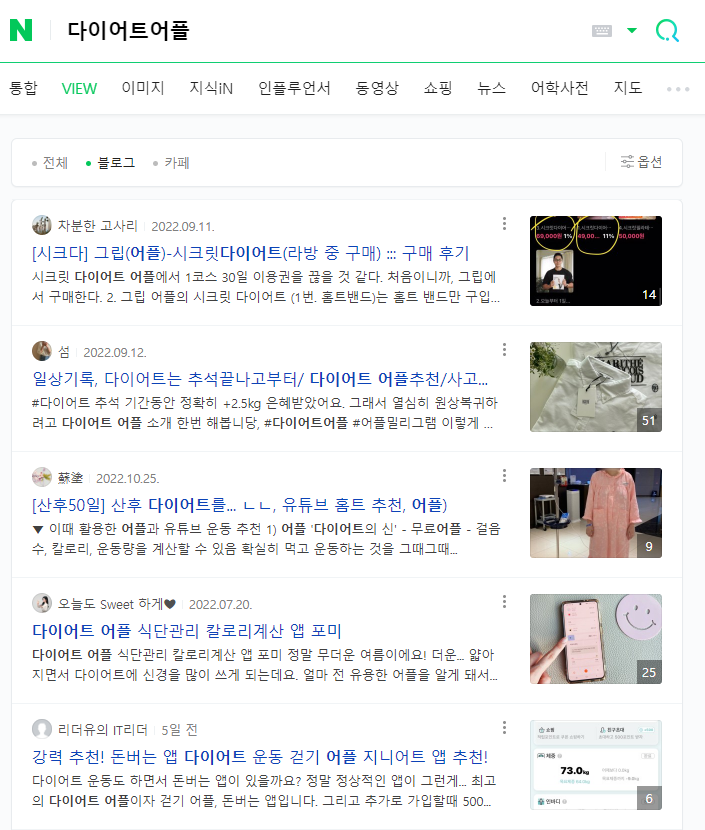 N 다이어트어플
통합 VIEW 이미지 지식iN 인플루언서 동영상 쇼핑 뉴스 어학사전 지도
전체 블로그 카페 옵션
차분한 고사리 2022.09.11.
[시크다] 그립(어플)-시크릿다이어트(라방 중 구매) ::: 구매 후기
시크릿 다이어트 어플에서 1코스 30일 이용권을 끊을 것 같다. 처음이니까, 그립에
서 구매한다. 2. 그립 어플의 시크릿 다이어트 (1번. 홈트밴드)는 홈트 밴드만 구입...
69,000원 1% 11% 50,000원
14
섬 2022.09.12.
일상기록, 다이어트는 추석끝나고부터/ 다이어트 어플추천/사고...
#다이어트 추석 기간동안 정확히 +2.5kg 은혜받았어요. 그래서 열심히 원상복귀하
려고 다이어트 어플 소개 한번 해봅니당, #다이어트어플 #어플밀리그램 이렇게 ...
51
蘇塗 2022.10.25.
[산후50일] 산후 다이어트를... ㄴㄴ, 유튜브 홈트 추천, 어플)
▼ 이때 활용한 어플과 유튜브 운동 추천 1) 어플 '다이어트의 신' - 무료어플 - 걸음
수, 칼로리, 운동량을 계산할 수 있음 확실히 먹고 운동하는 것을 그때그때...
9
오늘도 Sweet 하게🖤 2022.07.20.
다이어트 어플 식단관리 칼로리계산 앱 포미
다이어트 어플 식단관리 칼로리계산 앱 포미 정말 무더운 여름이에요! 더운... 얇아
지면서 다이어트에 신경을 많이 쓰게 되는데요. 얼마 전 유용한 어플을 알게 돼서...
25
리더유의 IT리더 5일 전
강력 추천! 돈버는 앱 다이어트 운동 걷기 어플 지니어트 앱 추천!
다이어트 운동도 하면서 돈버는 앱이 있을까요? 정말 정상적인 앱이 그런게... 최고
의 다이어트 어플이자 걷기 어플, 돈버는 앱입니다. 그리고 추가로 가입할때 500...
쇼핑 친구초대
체중
73.0kg
인바디
6